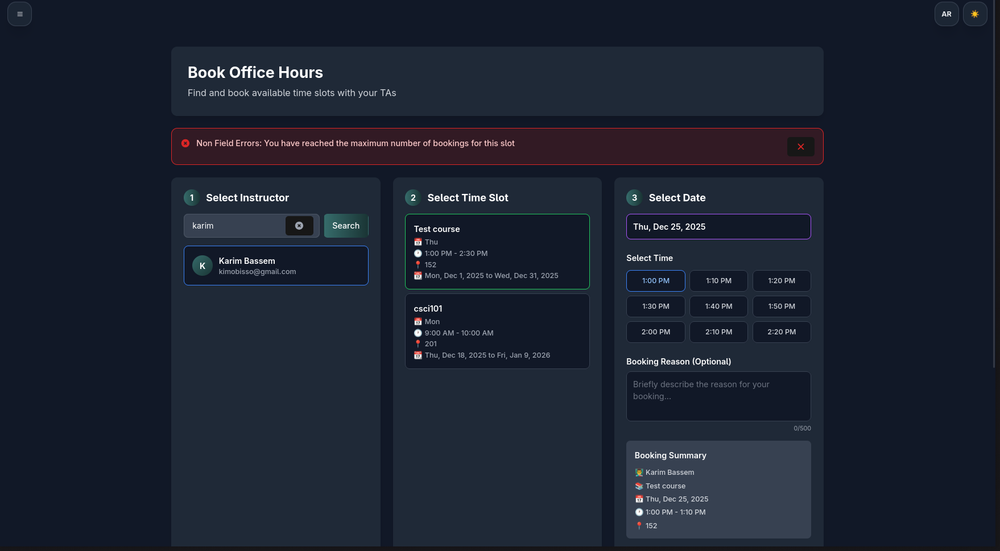 ≡
AR
Book Office Hours
Find and book available time slots with your TAs
Non Field Errors: You have reached the maximum number of bookings for this slot
1 Select Instructor
karim
Search
K
Karim Bassem
kimobisso@gmail.com
2 Select Time Slot
Test course
📅 Thu
🕐 1:00 PM - 2:30 PM
📍 152
📆 Mon, Dec 1, 2025 to Wed, Dec 31, 2025
csci101
📅 Mon
🕐 9:00 AM - 10:00 AM
📍 201
📆 Thu, Dec 18, 2025 to Fri, Jan 9, 2026
3 Select Date
Thu, Dec 25, 2025
Select Time
1:00 PM 1:10 PM 1:20 PM
1:30 PM 1:40 PM 1:50 PM
2:00 PM 2:10 PM 2:20 PM
Booking Reason (Optional)
Briefly describe the reason for your
booking...
0/500
Booking Summary
👨‍🏫 Karim Bassem
📚 Test course
📅 Thu, Dec 25, 2025
🕐 1:00 PM - 1:10 PM
📍 152